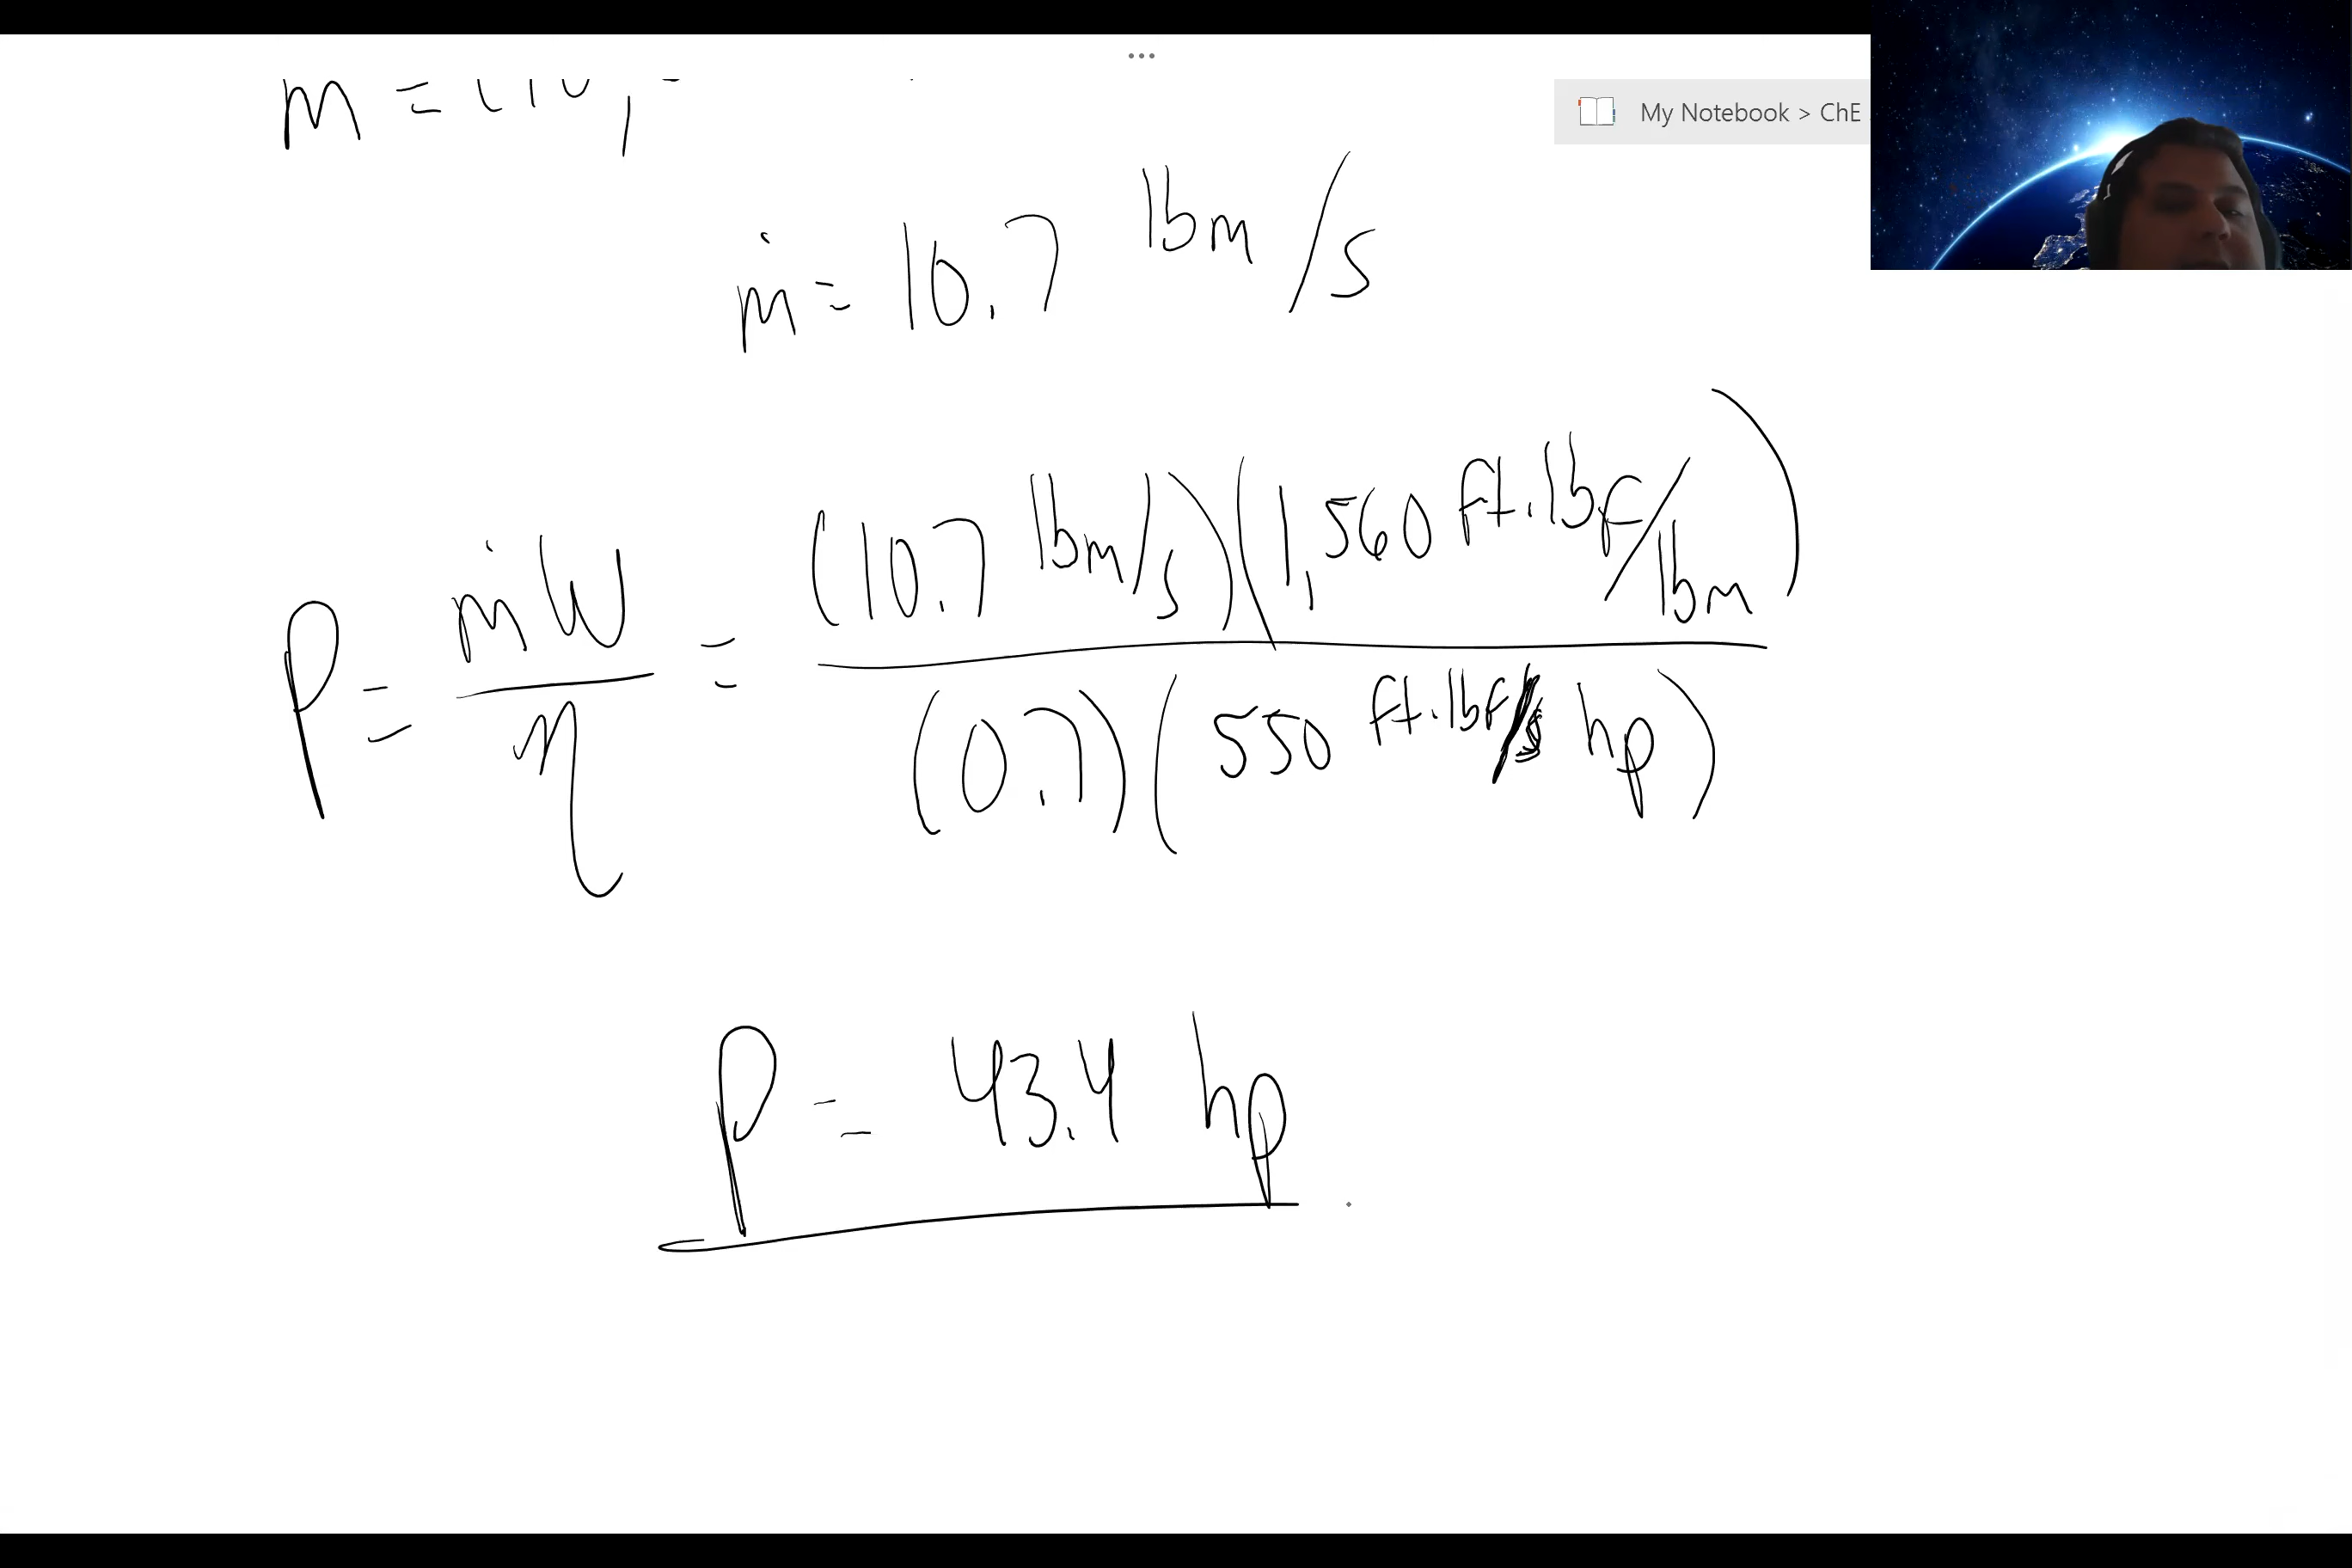 ...
My Notebook > ChE
ṁ = 10.7 lbm/s
P = ṁW/η = (10.7 lbm/s)(1,560 ft.lbf/lbm) / (0.7)(550 ft.lbf/s hp)
P = 43.4 hp